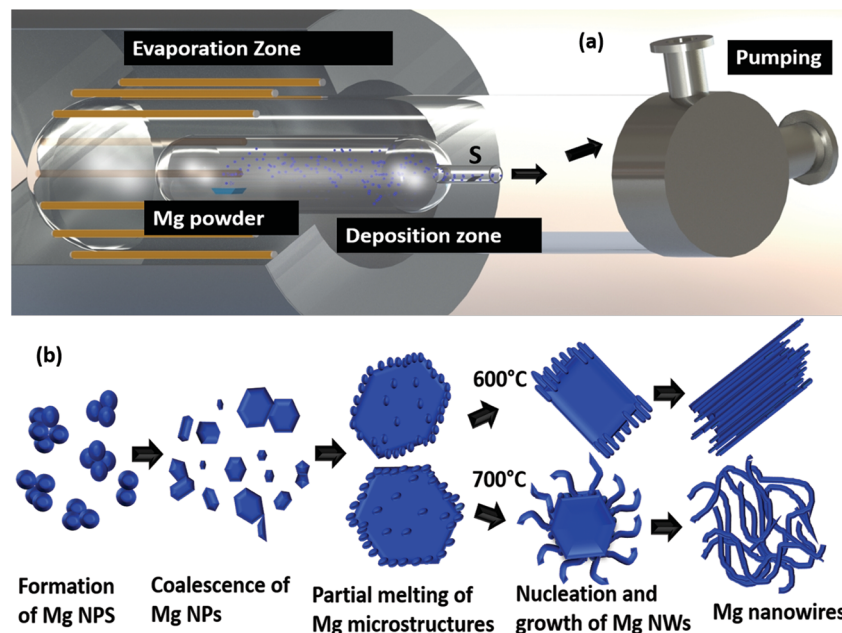 Evaporation Zone
(a)
Pumping
S
Mg powder
Deposition zone
(b)
600°C
700°C
Formation
of Mg NPS
Coalescence of
Mg NPs
Partial melting of
Mg microstructures
Nucleation and
growth of Mg NWs
Mg nanowires